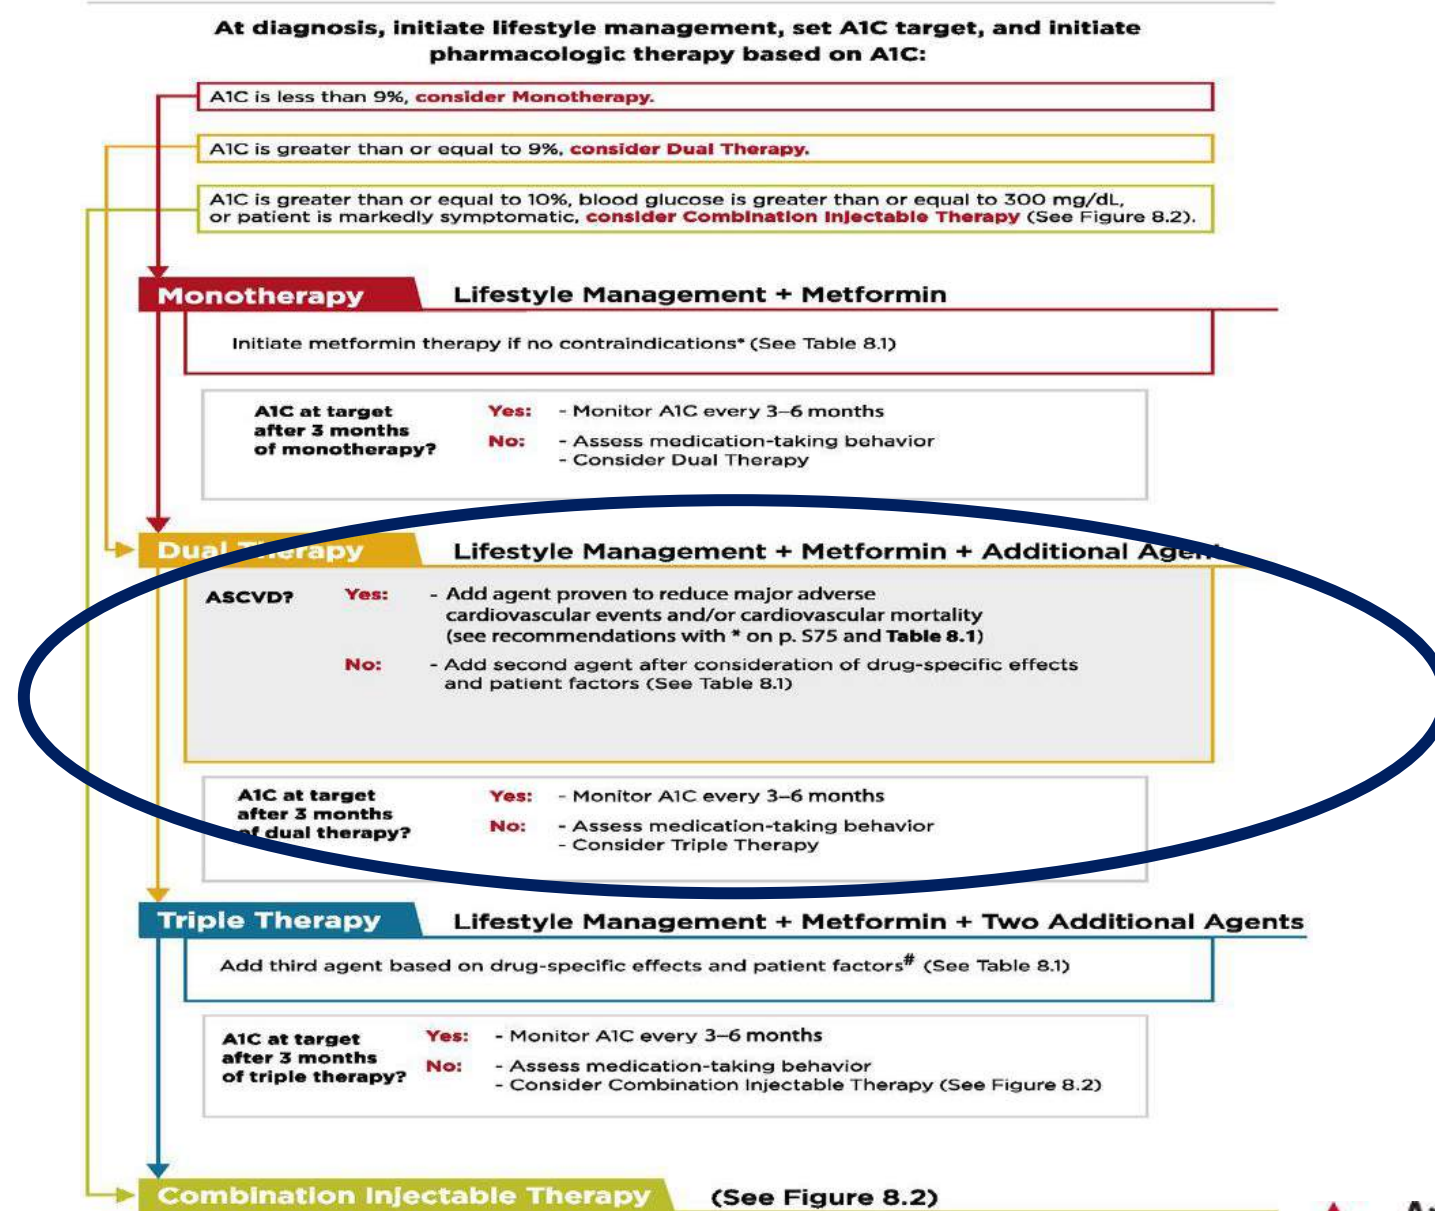 At diagnosis, initiate lifestyle management, set A1C target, and initiate
pharmacologic therapy based on A1C:
A1C is less than 9%, consider Monotherapy.
A1C is greater than or equal to 9%, consider Dual Therapy.
A1C is greater than or equal to 10%, blood glucose is greater than or equal to 300 mg/dL,
or patient is markedly symptomatic, consider Combination Injectable Therapy (See Figure 8.2).
Monotherapy Lifestyle Management + Metformin
Initiate metformin therapy if no contraindications* (See Table 8.1)
A1C at target
after 3 months
of monotherapy?
Yes: - Monitor A1C every 3–6 months
No: - Assess medication-taking behavior
- Consider Dual Therapy
Dual Therapy Lifestyle Management + Metformin + Additional Agent
ASCVD? Yes: - Add agent proven to reduce major adverse
cardiovascular events and/or cardiovascular mortality
(see recommendations with * on p. S75 and Table 8.1)
No: - Add second agent after consideration of drug-specific effects
and patient factors (See Table 8.1)
A1C at target
after 3 months
of dual therapy?
Yes: - Monitor A1C every 3–6 months
No: - Assess medication-taking behavior
- Consider Triple Therapy
Triple Therapy Lifestyle Management + Metformin + Two Additional Agents
Add third agent based on drug-specific effects and patient factors# (See Table 8.1)
A1C at target
after 3 months
of triple therapy?
Yes: - Monitor A1C every 3–6 months
No: - Assess medication-taking behavior
- Consider Combination Injectable Therapy (See Figure 8.2)
Combination Injectable Therapy (See Figure 8.2)